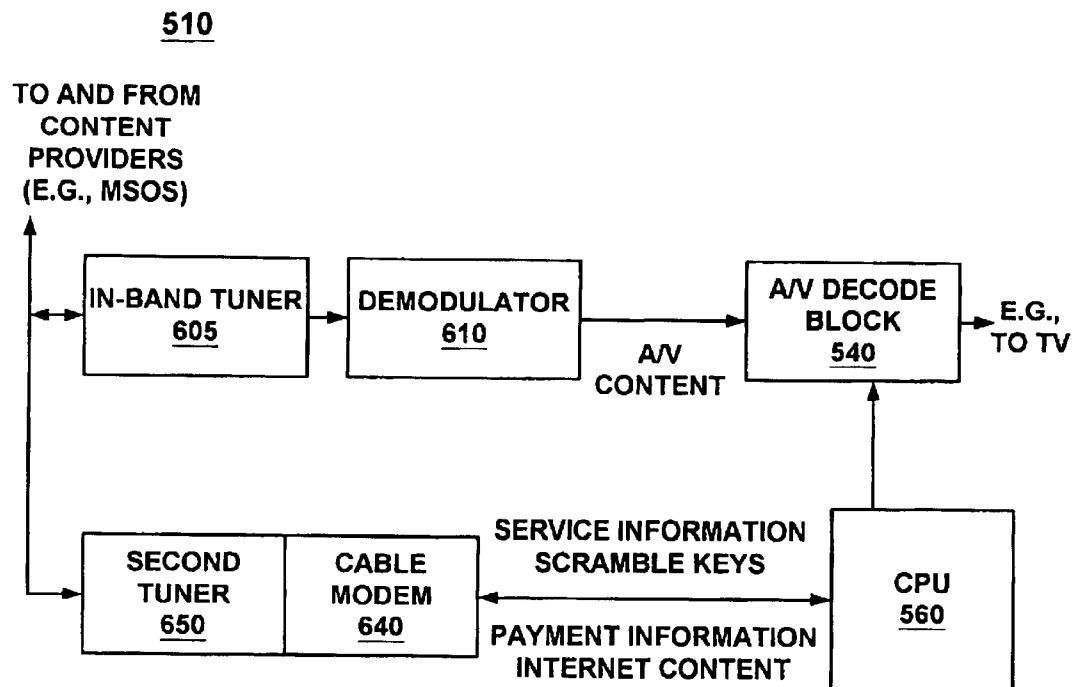 510
TO AND FROM
CONTENT
PROVIDERS
(E.G., MSOS)
IN-BAND TUNER
605
DEMODULATOR
610
A/V
CONTENT
A/V DECODE
BLOCK
540
E.G.,
TO TV
SECOND
TUNER
650
CABLE
MODEM
640
SERVICE INFORMATION
SCRAMBLE KEYS
PAYMENT INFORMATION
INTERNET CONTENT
CPU
560